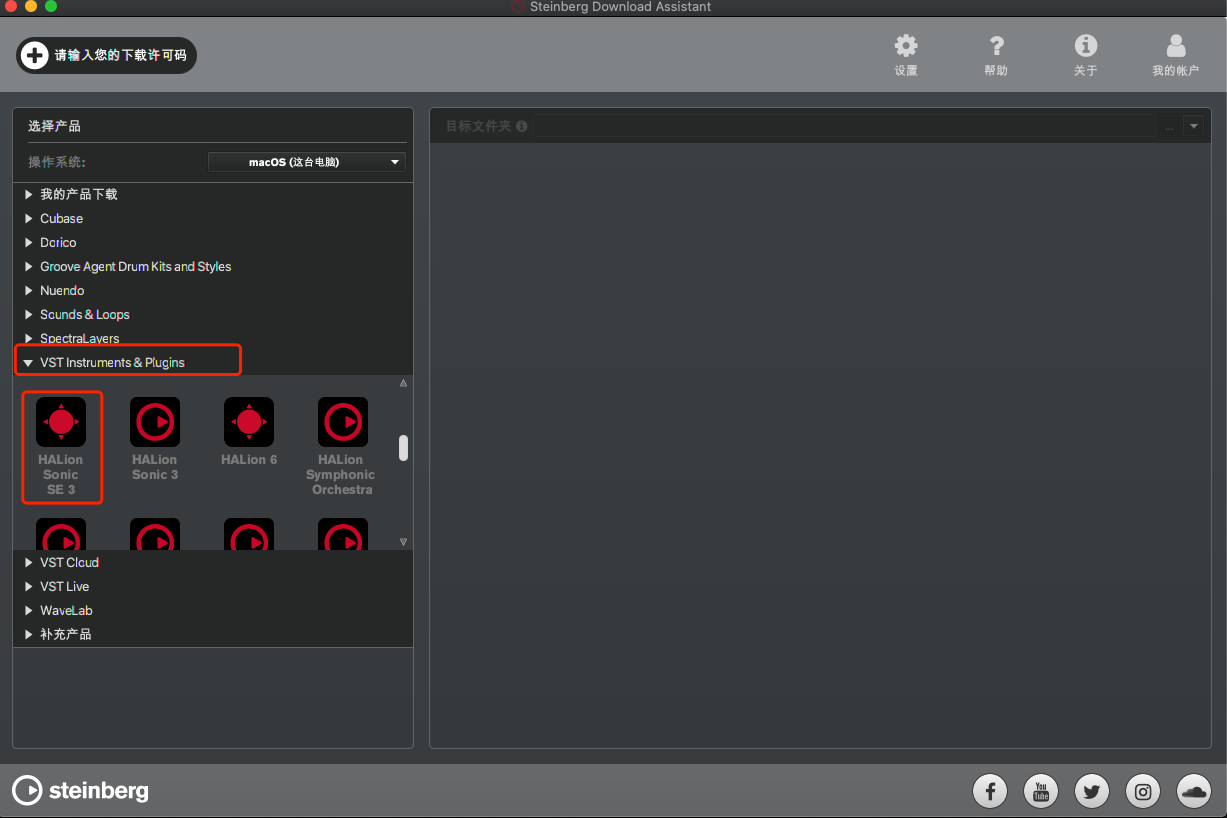 Steinberg Download Assistant
请输入您的下载许可码
设置
帮助
关于
我的帐户
选择产品
操作系统:
macOS (这台电脑)
我的产品下载
Cubase
Dorico
Groove Agent Drum Kits and Styles
Nuendo
Sounds & Loops
SpectraLayers
VST Instruments & Plugins
HALion
Sonic
SE 3
HALion
Sonic 3
HALion 6
HALion
Symphonic
Orchestra
VST Cloud
VST Live
WaveLab
补充产品
目标文件夹
...
steinberg
You
Tube